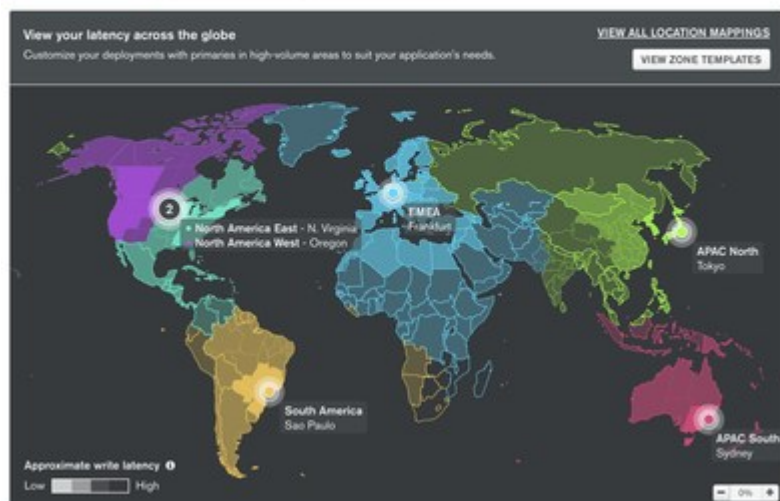 View your latency across the globe
Customize your deployments with primaries in high-volume areas to suit your application's needs.
VIEW ALL LOCATION MAPPINGS
VIEW ZONE TEMPLATES
2
North America East - N. Virginia
North America West - Oregon
EMEA
Frankfurt
APAC North
Tokyo
South America
Sao Paulo
APAC South
Sydney
Approximate write latency
Low
High
0%